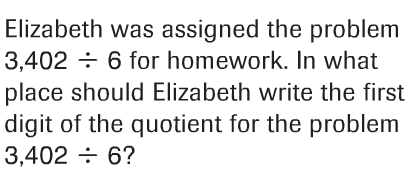 Elizabeth was assigned the problem
3,402 ÷ 6 for homework. In what
place should Elizabeth write the first
digit of the quotient for the problem
3,402 ÷ 6?